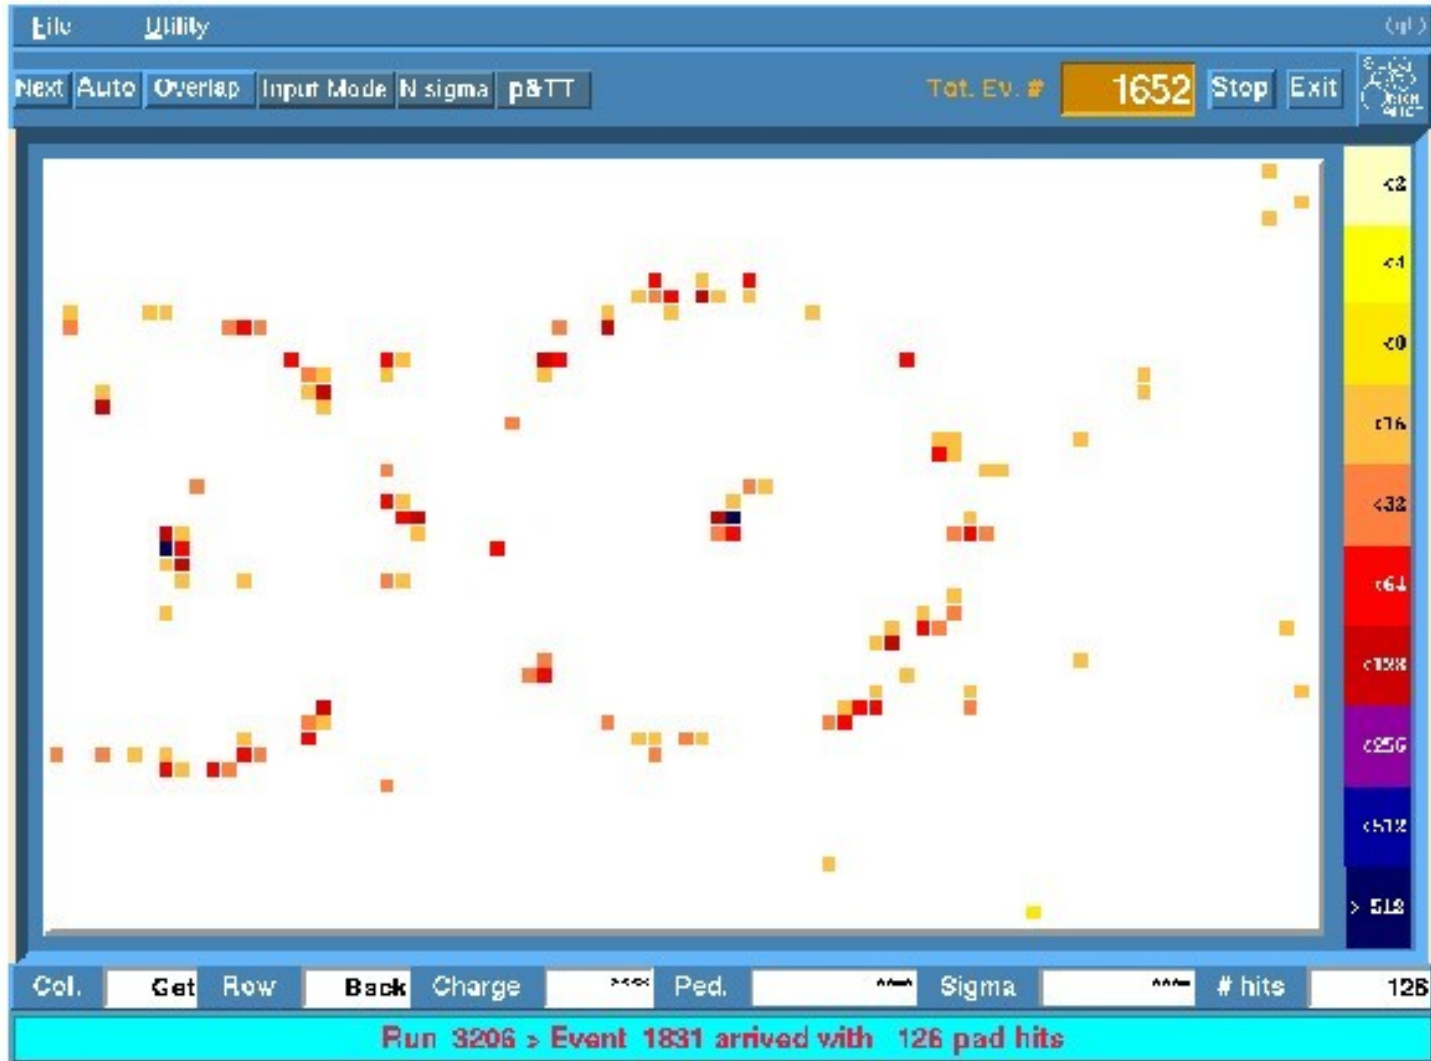 File Utility
Next Auto Overlap Input Mode N sigma p&TT Tot. Ev. # 1652 Stop Exit
<2
<4
<16
<32
<64
<128
<256
<512
> 512
Col. Get Row Back Charge Ped. Sigma # hits 126
Run 3206 > Event 1831 arrived with 126 pad hits